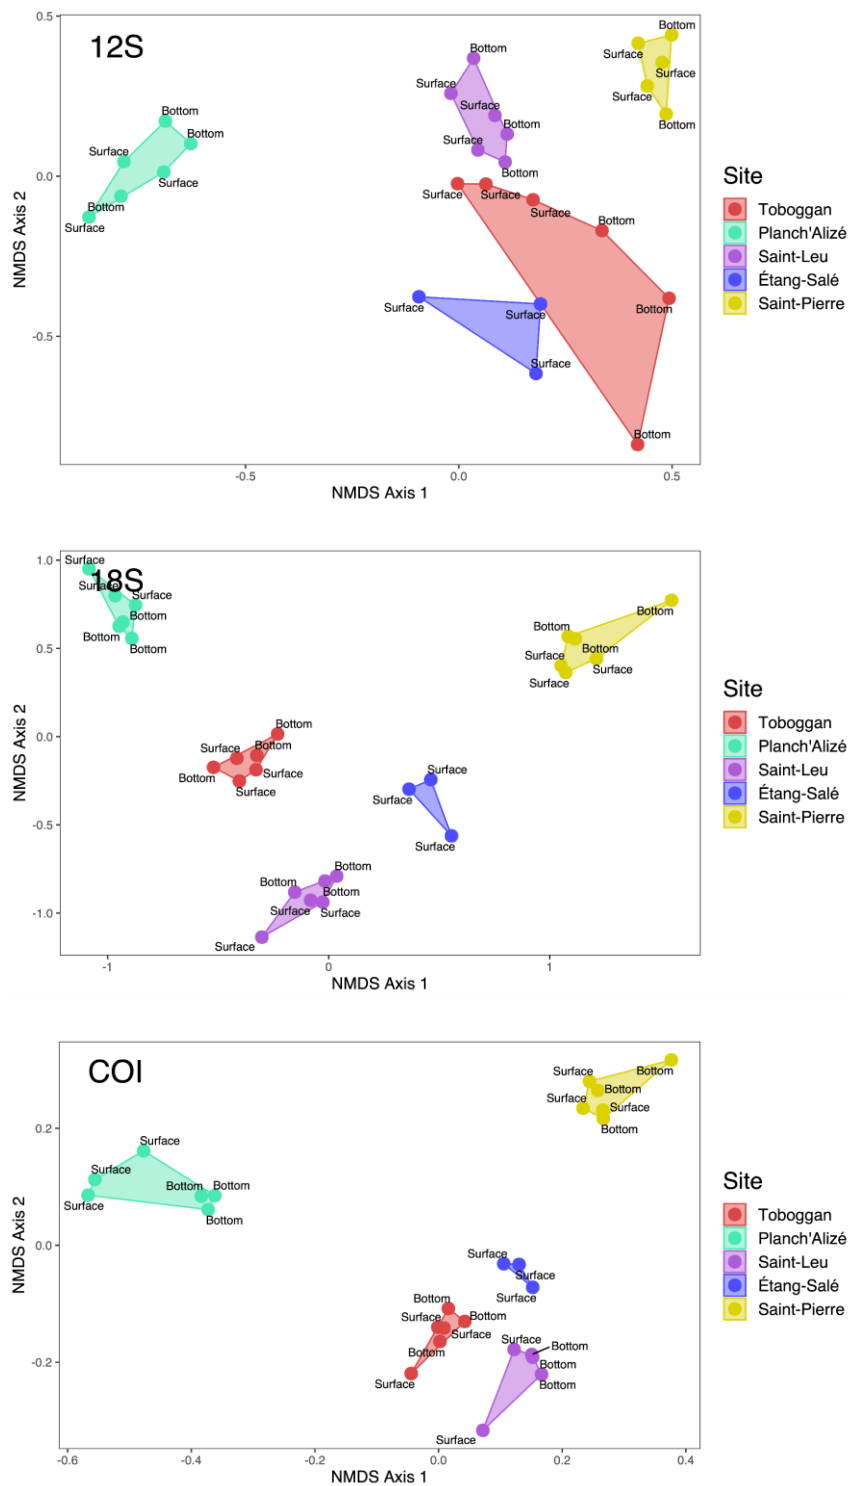 12S
0.5
0.0
-0.5
NMDS Axis 2
Bottom
Surface
Surface
Surface
Bottom
Bottom
Surface
Surface
Bottom
Surface
Bottom
Bottom
Bottom
Surface
Surface
Bottom
Surface
Surface
Surface
Surface
Bottom
Bottom
Bottom
Surface
Surface
Surface
-0.5
0.0
0.5
NMDS Axis 1
Site
Toboggan
Planch'Alizé
Saint-Leu
Étang-Salé
Saint-Pierre
18S
1.0
0.5
0.0
-0.5
-1.0
NMDS Axis 2
Surface
Surface
Surface
Bottom
Bottom
Bottom
Bottom
Bottom
Surface
Bottom
Surface
Surface
Bottom
Surface
Bottom
Bottom
Surface
Surface
Surface
Surface
Surface
Bottom
Bottom
Bottom
Surface
Surface
Surface
-1
0
1
NMDS Axis 1
Site
Toboggan
Planch'Alizé
Saint-Leu
Étang-Salé
Saint-Pierre
COI
0.2
0.0
-0.2
NMDS Axis 2
Surface
Bottom
Surface
Bottom
Surface
Bottom
Surface
Surface
Surface
Bottom
Bottom
Bottom
Surface
Surface
Surface
Bottom
Surface
Bottom
Surface
Bottom
Surface
Surface
Bottom
Bottom
Bottom
Surface
-0.6
-0.4
-0.2
0.0
0.2
0.4
NMDS Axis 1
Site
Toboggan
Planch'Alizé
Saint-Leu
Étang-Salé
Saint-Pierre